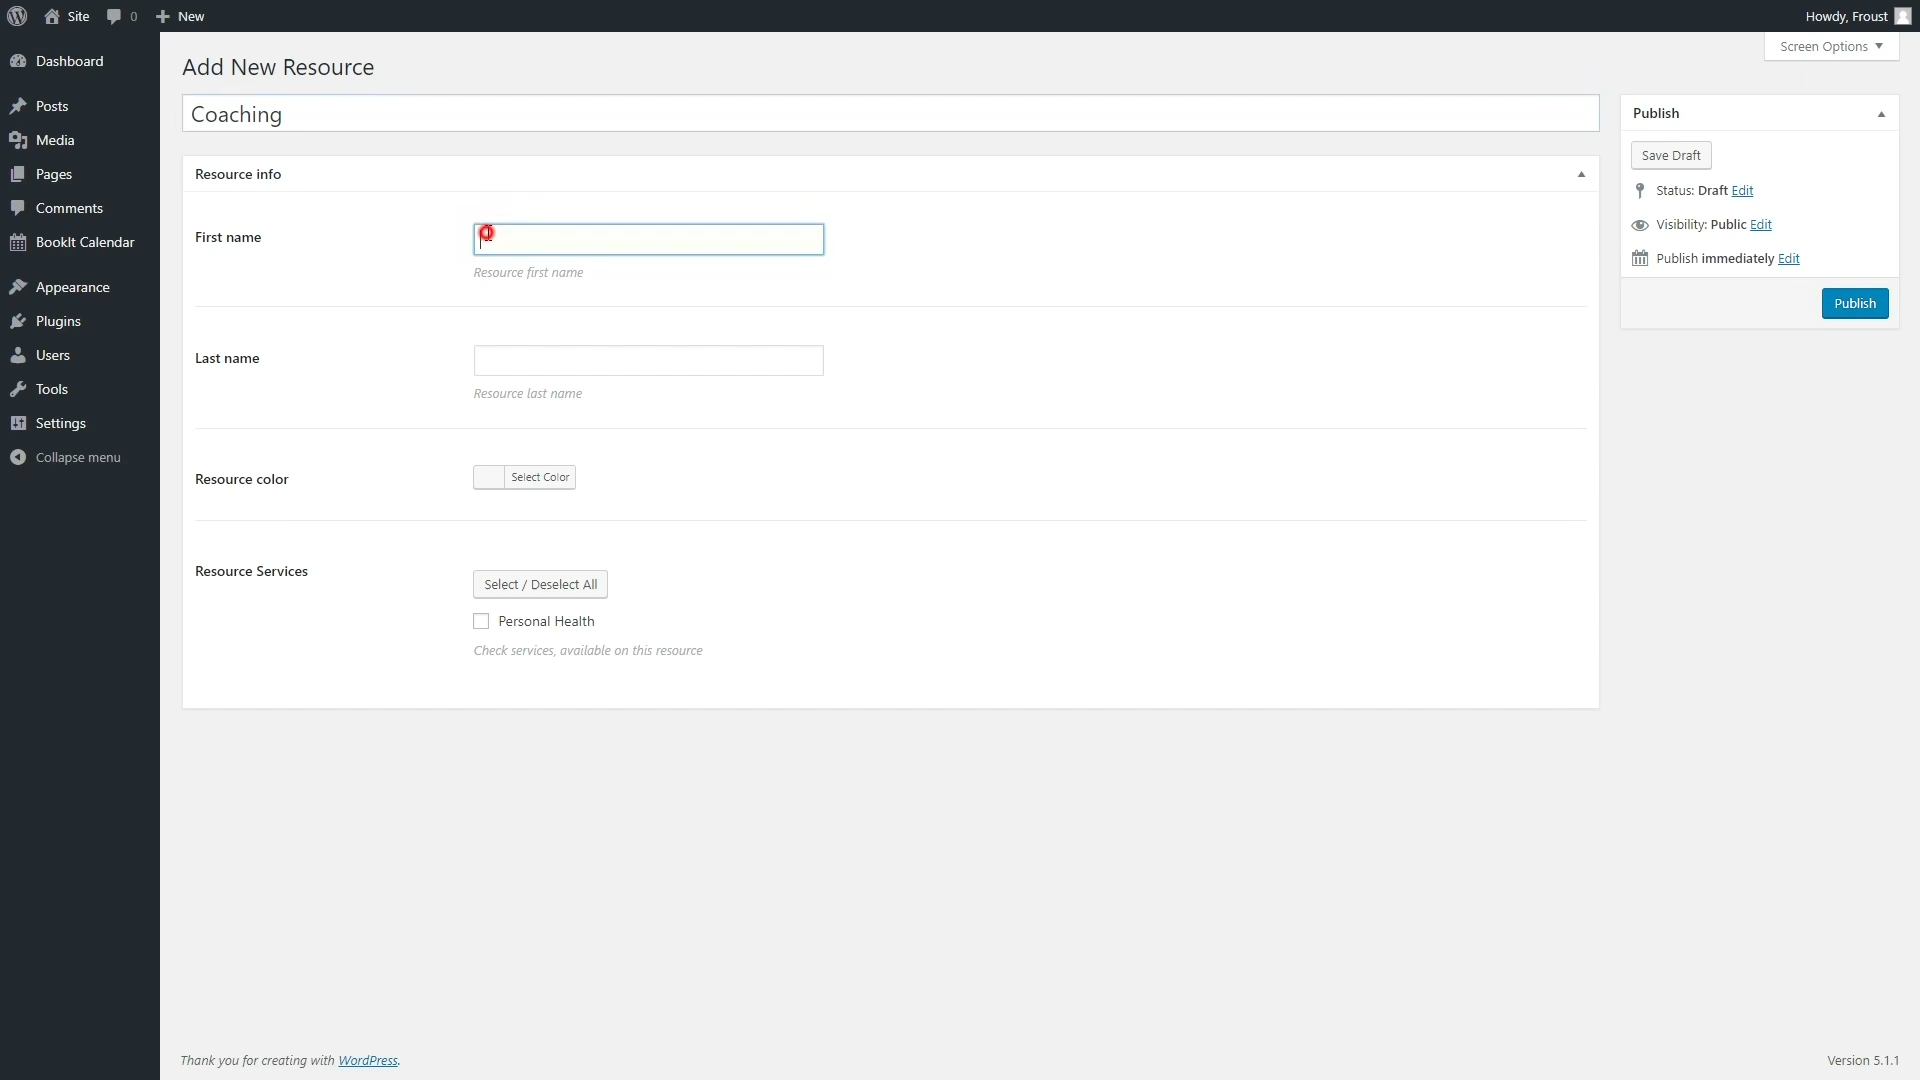 Site 0 New Howdy, Froust
Screen Options
Dashboard
Posts
Media
Pages
Comments
BookIt Calendar
Appearance
Plugins
Users
Tools
Settings
Collapse menu
Add New Resource
Coaching
Resource info
First name
Resource first name
Last name
Resource last name
Resource color
Select Color
Resource Services
Select / Deselect All
Personal Health
Check services, available on this resource
Publish
Save Draft
Status: Draft Edit
Visibility: Public Edit
Publish immediately Edit
Publish
Thank you for creating with WordPress.
Version 5.1.1